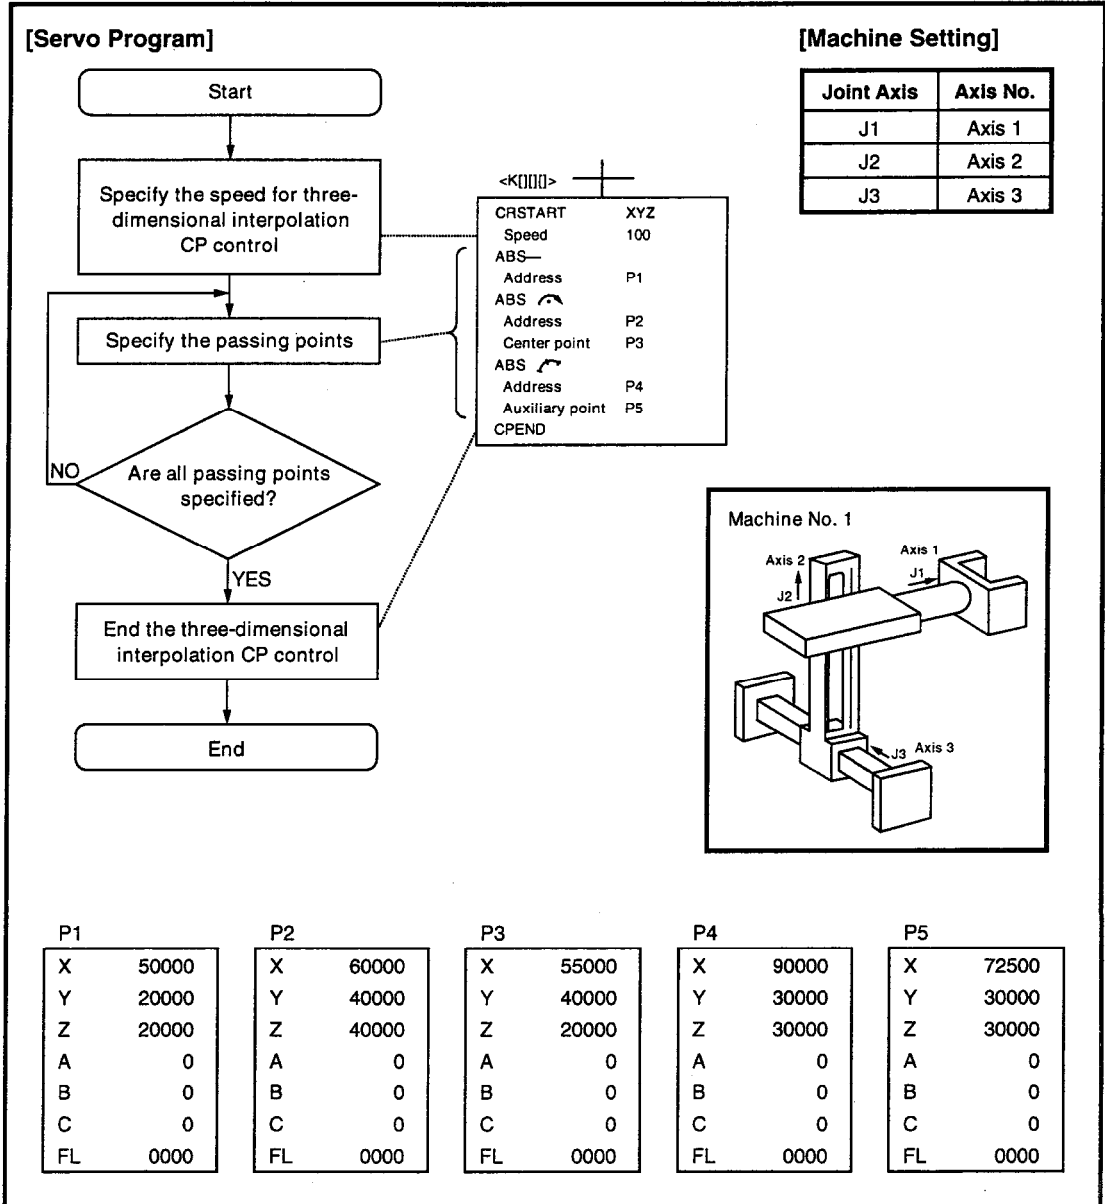 [Servo Program]
Start
Specify the speed for three-
dimensional interpolation
CP control
Specify the passing points
NO
Are all passing points
specified?
YES
End the three-dimensional
interpolation CP control
End
<K[][][]>
CRSTART XYZ
Speed 100
ABS—
Address P1
ABS
Address P2
Center point P3
ABS
Address P4
Auxiliary point P5
CPEND
[Machine Setting]
Joint Axis Axis No.
J1 Axis 1
J2 Axis 2
J3 Axis 3
Machine No. 1
Axis 2
J2
Axis 1
J1
J3 Axis 3
P1
X 50000
Y 20000
Z 20000
A 0
B 0
C 0
FL 0000
P2
X 60000
Y 40000
Z 40000
A 0
B 0
C 0
FL 0000
P3
X 55000
Y 40000
Z 20000
A 0
B 0
C 0
FL 0000
P4
X 90000
Y 30000
Z 30000
A 0
B 0
C 0
FL 0000
P5
X 72500
Y 30000
Z 30000
A 0
B 0
C 0
FL 0000